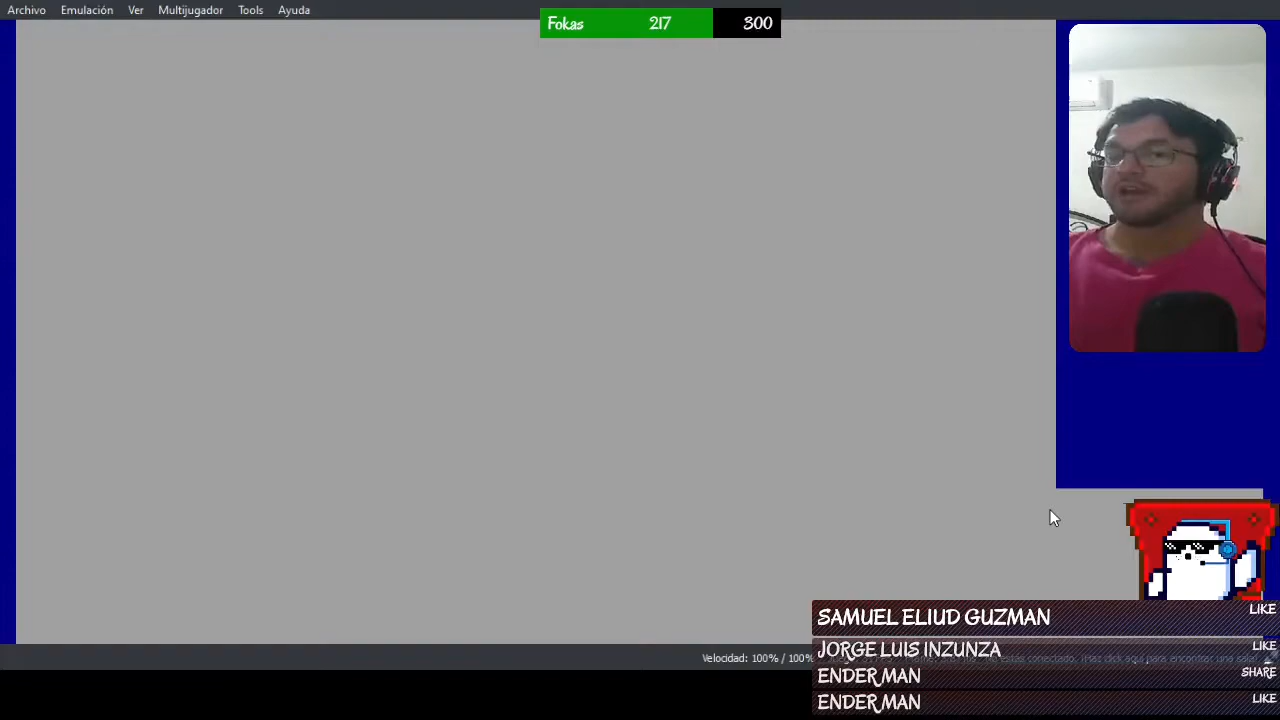 Archivo Emulación Ver Multijugador Tools Ayuda
Fokas 217 300
SAMUEL ELIUD GUZMAN LIKE
JORGE LUIS INZUNZA LIKE
Velocidad: 100% / 100%
ENDER MAN SHARE
ENDER MAN LIKE